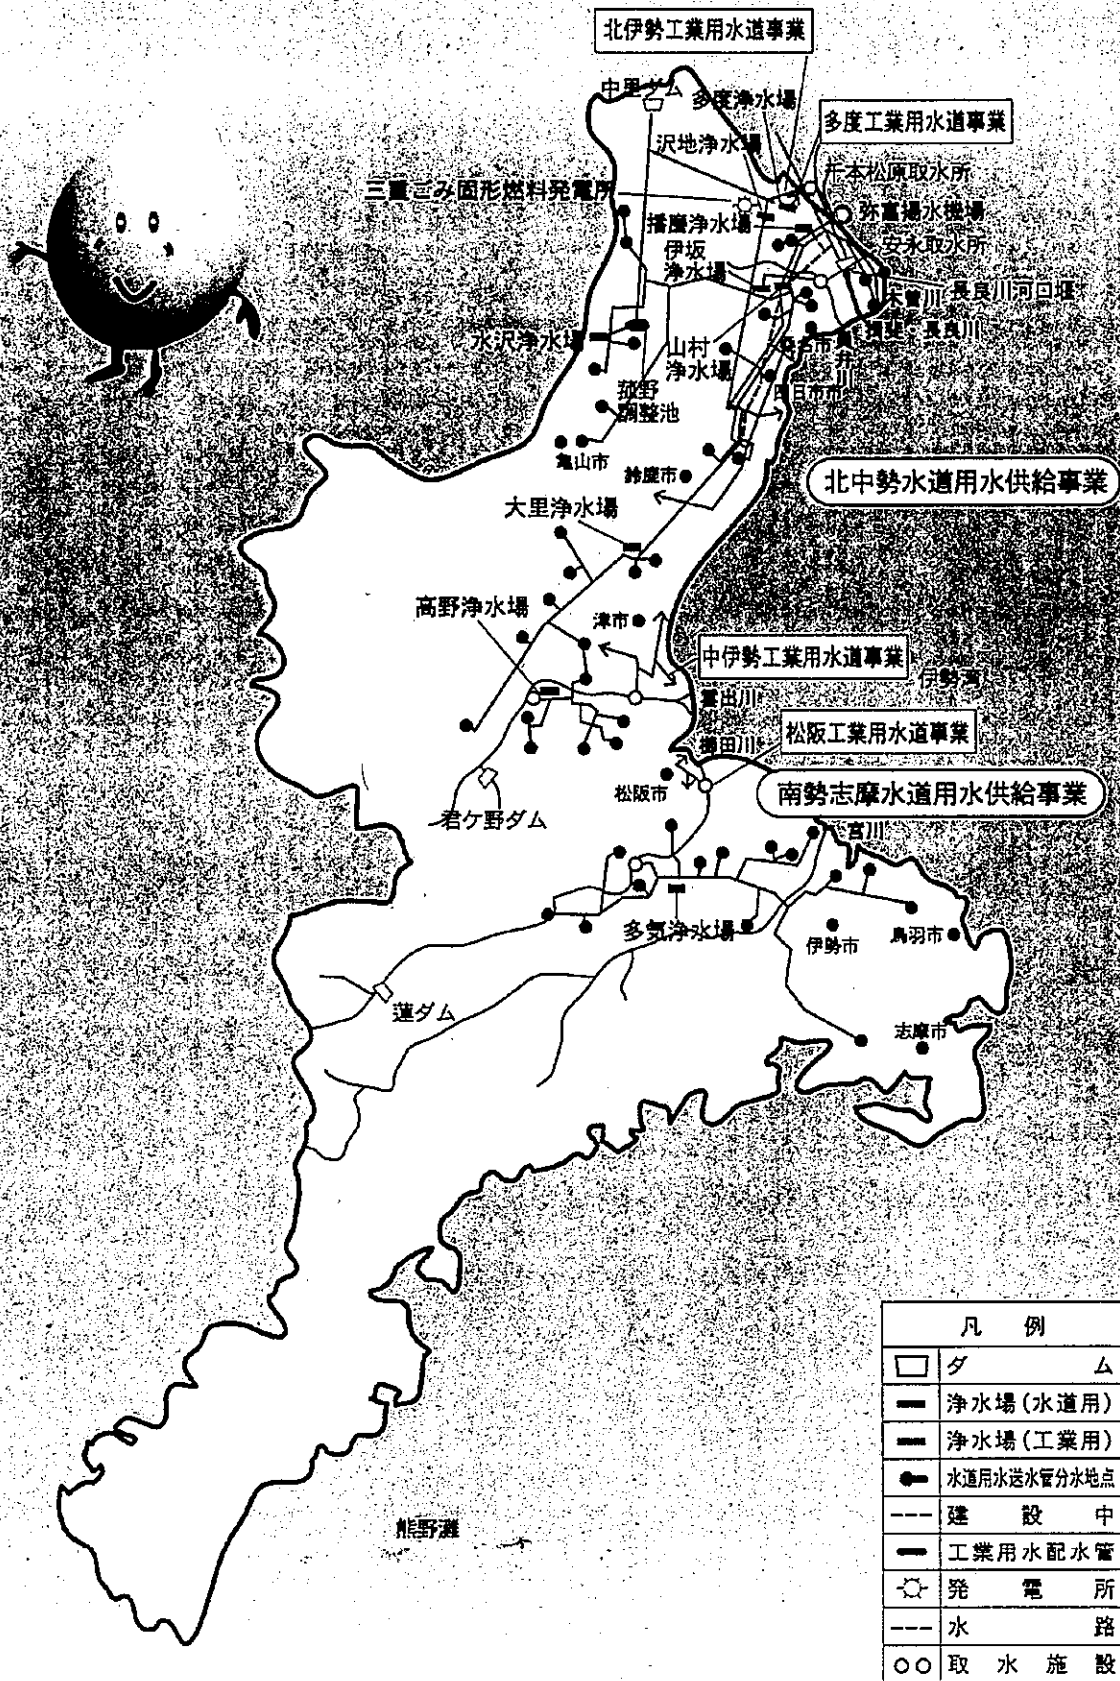 北伊勢工業用水道事業
中里ダム
多度浄水場
多度工業用水道事業
沢地浄水場
千本松原取水所
三重ごみ固形燃料発電所
弥富揚水機場
播磨浄水場
安永取水所
伊坂
浄水場
木曽川
長良川河口堰
揖斐・長良川
水沢浄水場
山村
浄水場
桑名市
員弁川
菰野
調整池
四日市市
亀山市
鈴鹿市
北中勢水道用水供給事業
大里浄水場
高野浄水場
津市
中伊勢工業用水道事業
伊勢湾
雲出川
櫛田川
松阪工業用水道事業
松阪市
南勢志摩水道用水供給事業
君ケ野ダム
宮川
多気浄水場
伊勢市
鳥羽市
蓮ダム
志摩市
熊野灘
凡例
ダム
浄水場(水道用)
浄水場(工業用)
水道用水送水管分水地点
建設中
工業用水配水管
発電所
水路
取水施設